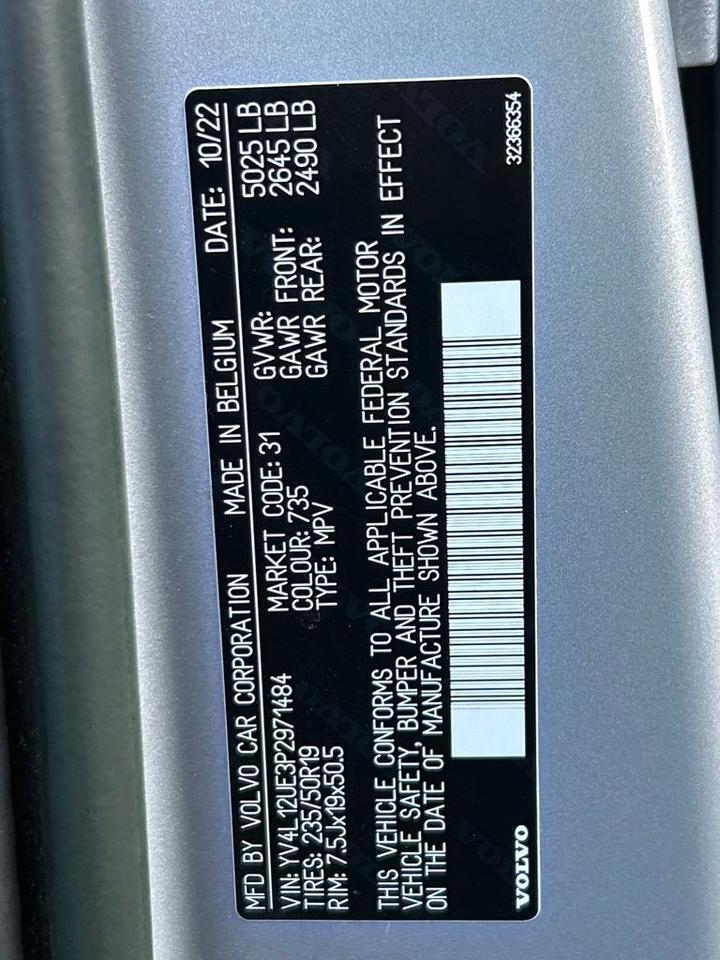 MFD BY VOLVO CAR CORPORATION MADE IN BELGIUM DATE: 10/22
VIN: YV4L12UE3P2971484 MARKET CODE: 31 GVWR: 5025 LB
TIRES: 235/50R19 COLOUR: 735 GAWR FRONT: 2645 LB
RIM: 7.5Jx19x50.5 TYPE: MPV GAWR REAR: 2490 LB
THIS VEHICLE CONFORMS TO ALL APPLICABLE FEDERAL MOTOR
VEHICLE SAFETY, BUMPER AND THEFT PREVENTION STANDARDS IN EFFECT
ON THE DATE OF MANUFACTURE SHOWN ABOVE.
VOLVO 32366354